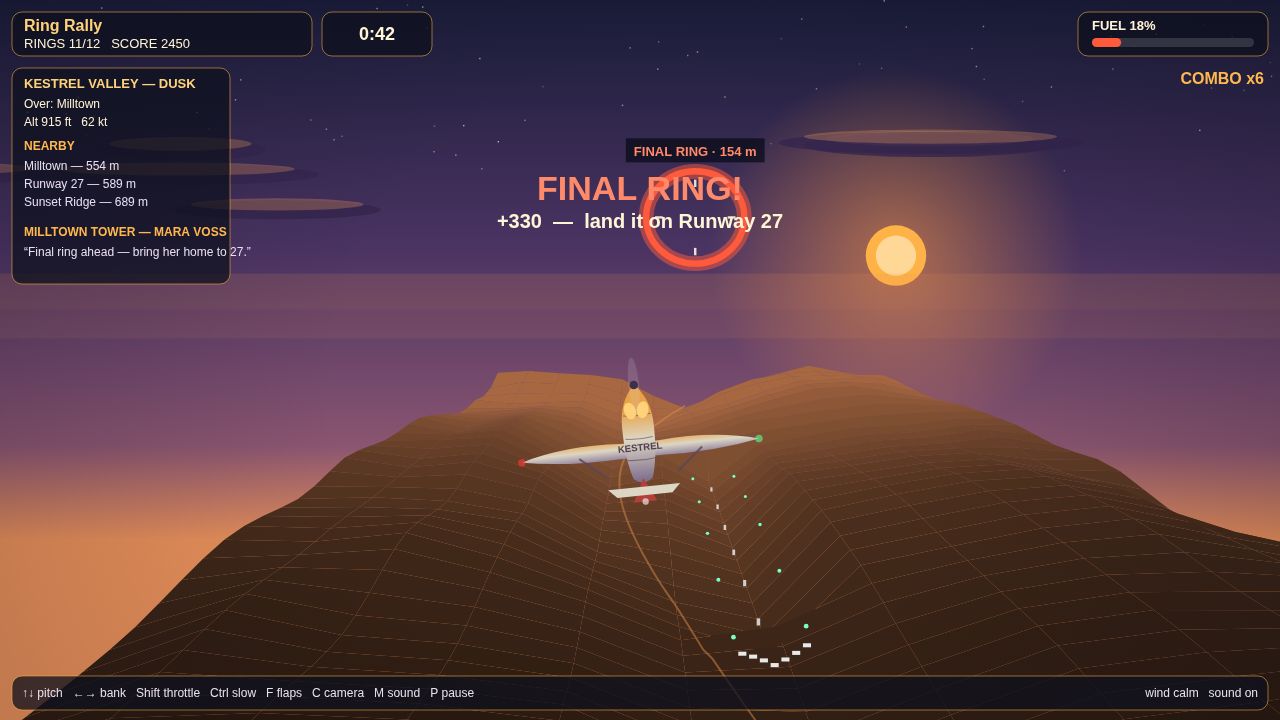 Ring Rally
RINGS 11/12   SCORE 2450
0:42
FUEL 18%
COMBO x6
KESTREL VALLEY — DUSK
Over: Milltown
Alt 915 ft   62 kt
NEARBY
Milltown — 554 m
Runway 27 — 589 m
Sunset Ridge — 689 m
MILLTOWN TOWER — MARA VOSS
“Final ring ahead — bring her home to 27.”
FINAL RING · 154 m
FINAL RING!
+330  —  land it on Runway 27
KESTREL
↑↓ pitch   ←→ bank   Shift throttle   Ctrl slow   F flaps   C camera   M sound   P pause
wind calm   sound on